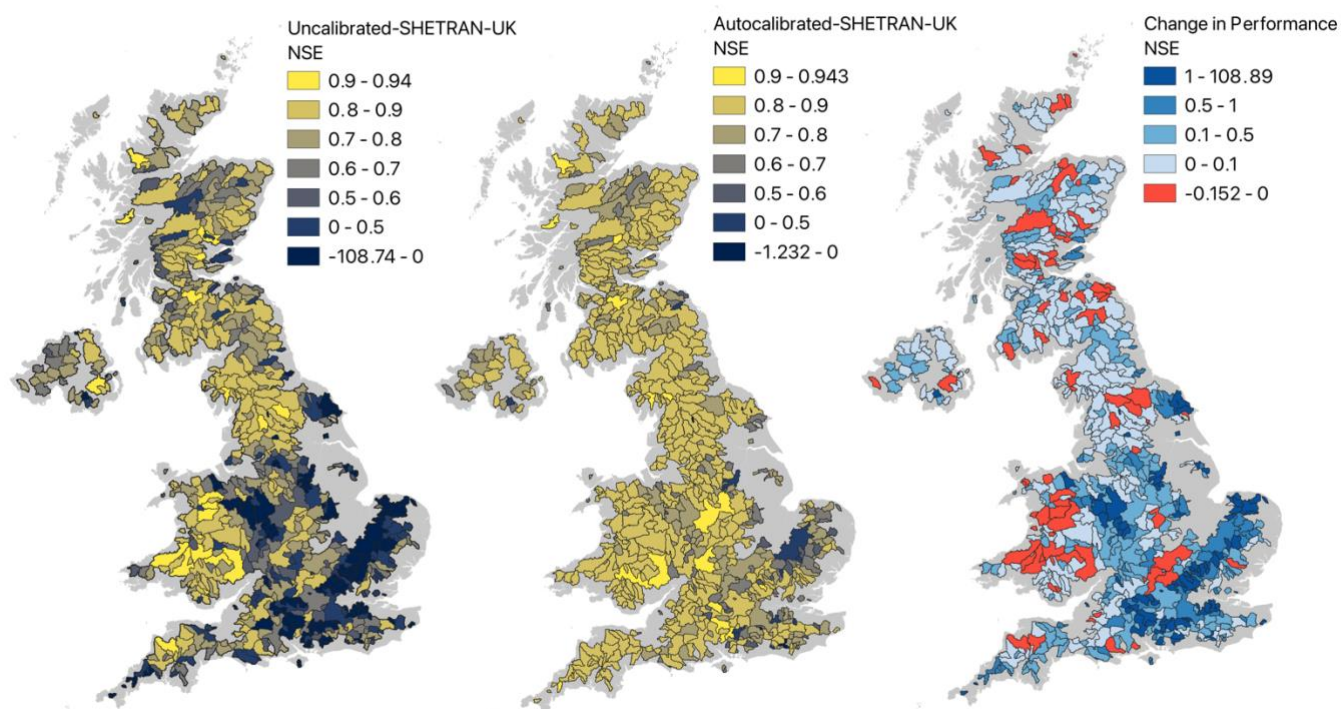 Uncalibrated-SHETRAN-UK
NSE
0.9 - 0.94
0.8 - 0.9
0.7 - 0.8
0.6 - 0.7
0.5 - 0.6
0 - 0.5
-108.74 - 0
Autocalibrated-SHETRAN-UK
NSE
0.9 - 0.943
0.8 - 0.9
0.7 - 0.8
0.6 - 0.7
0.5 - 0.6
0 - 0.5
-1.232 - 0
Change in Performance
NSE
1 - 108.89
0.5 - 1
0.1 - 0.5
0 - 0.1
-0.152 - 0